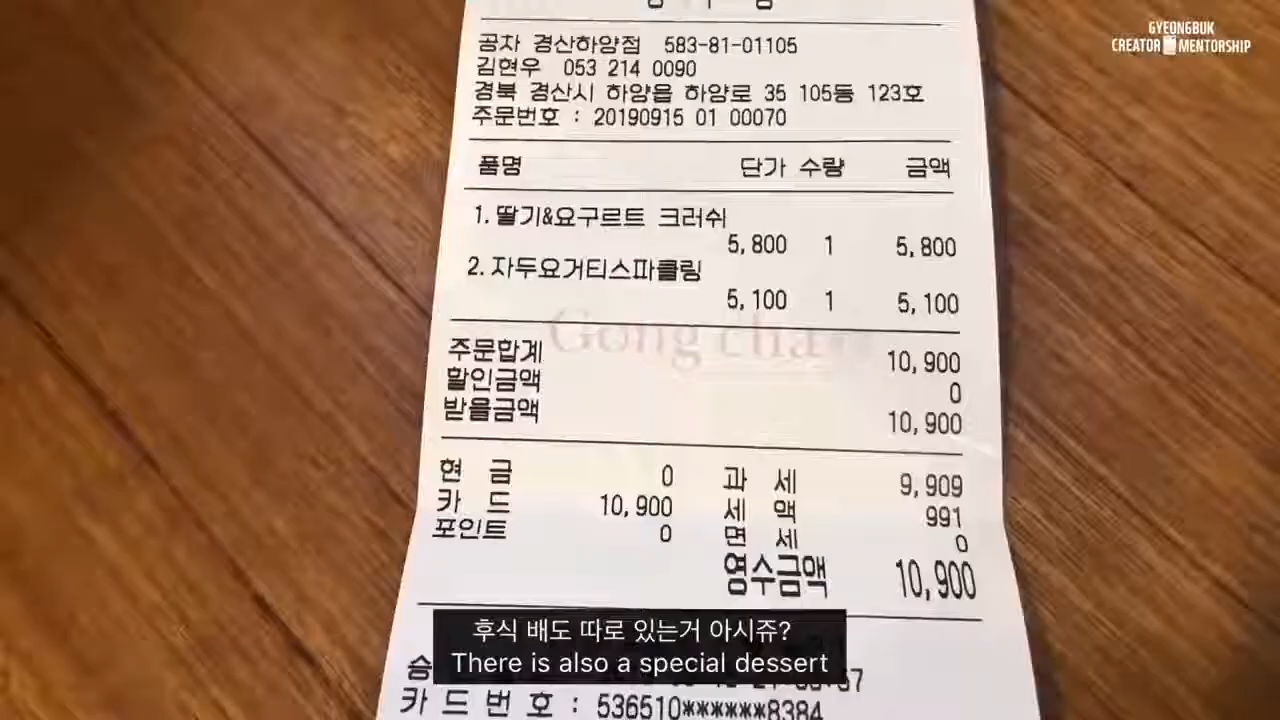 GYEONGBUK
CREATOR MENTORSHIP
공차 경산하양점 583-81-01105
김현우 053 214 0090
경북 경산시 하양읍 하양로 35 105동 123호
주문번호 : 20190915 01 00070
품명 단가 수량 금액
1. 딸기&요구르트 크러쉬
5,800 1 5,800
2. 자두요거티스파클링
5,100 1 5,100
Gong cha
주문합계 10,900
할인금액 0
받을금액 10,900
현 금 0 과 세 9,909
카 드 10,900 세 액 991
포인트 0 면 세 0
영수금액 10,900
후식 배도 따로 있는거 아시쥬?
There is also a special dessert
카 드 번 호 : 536510******8384